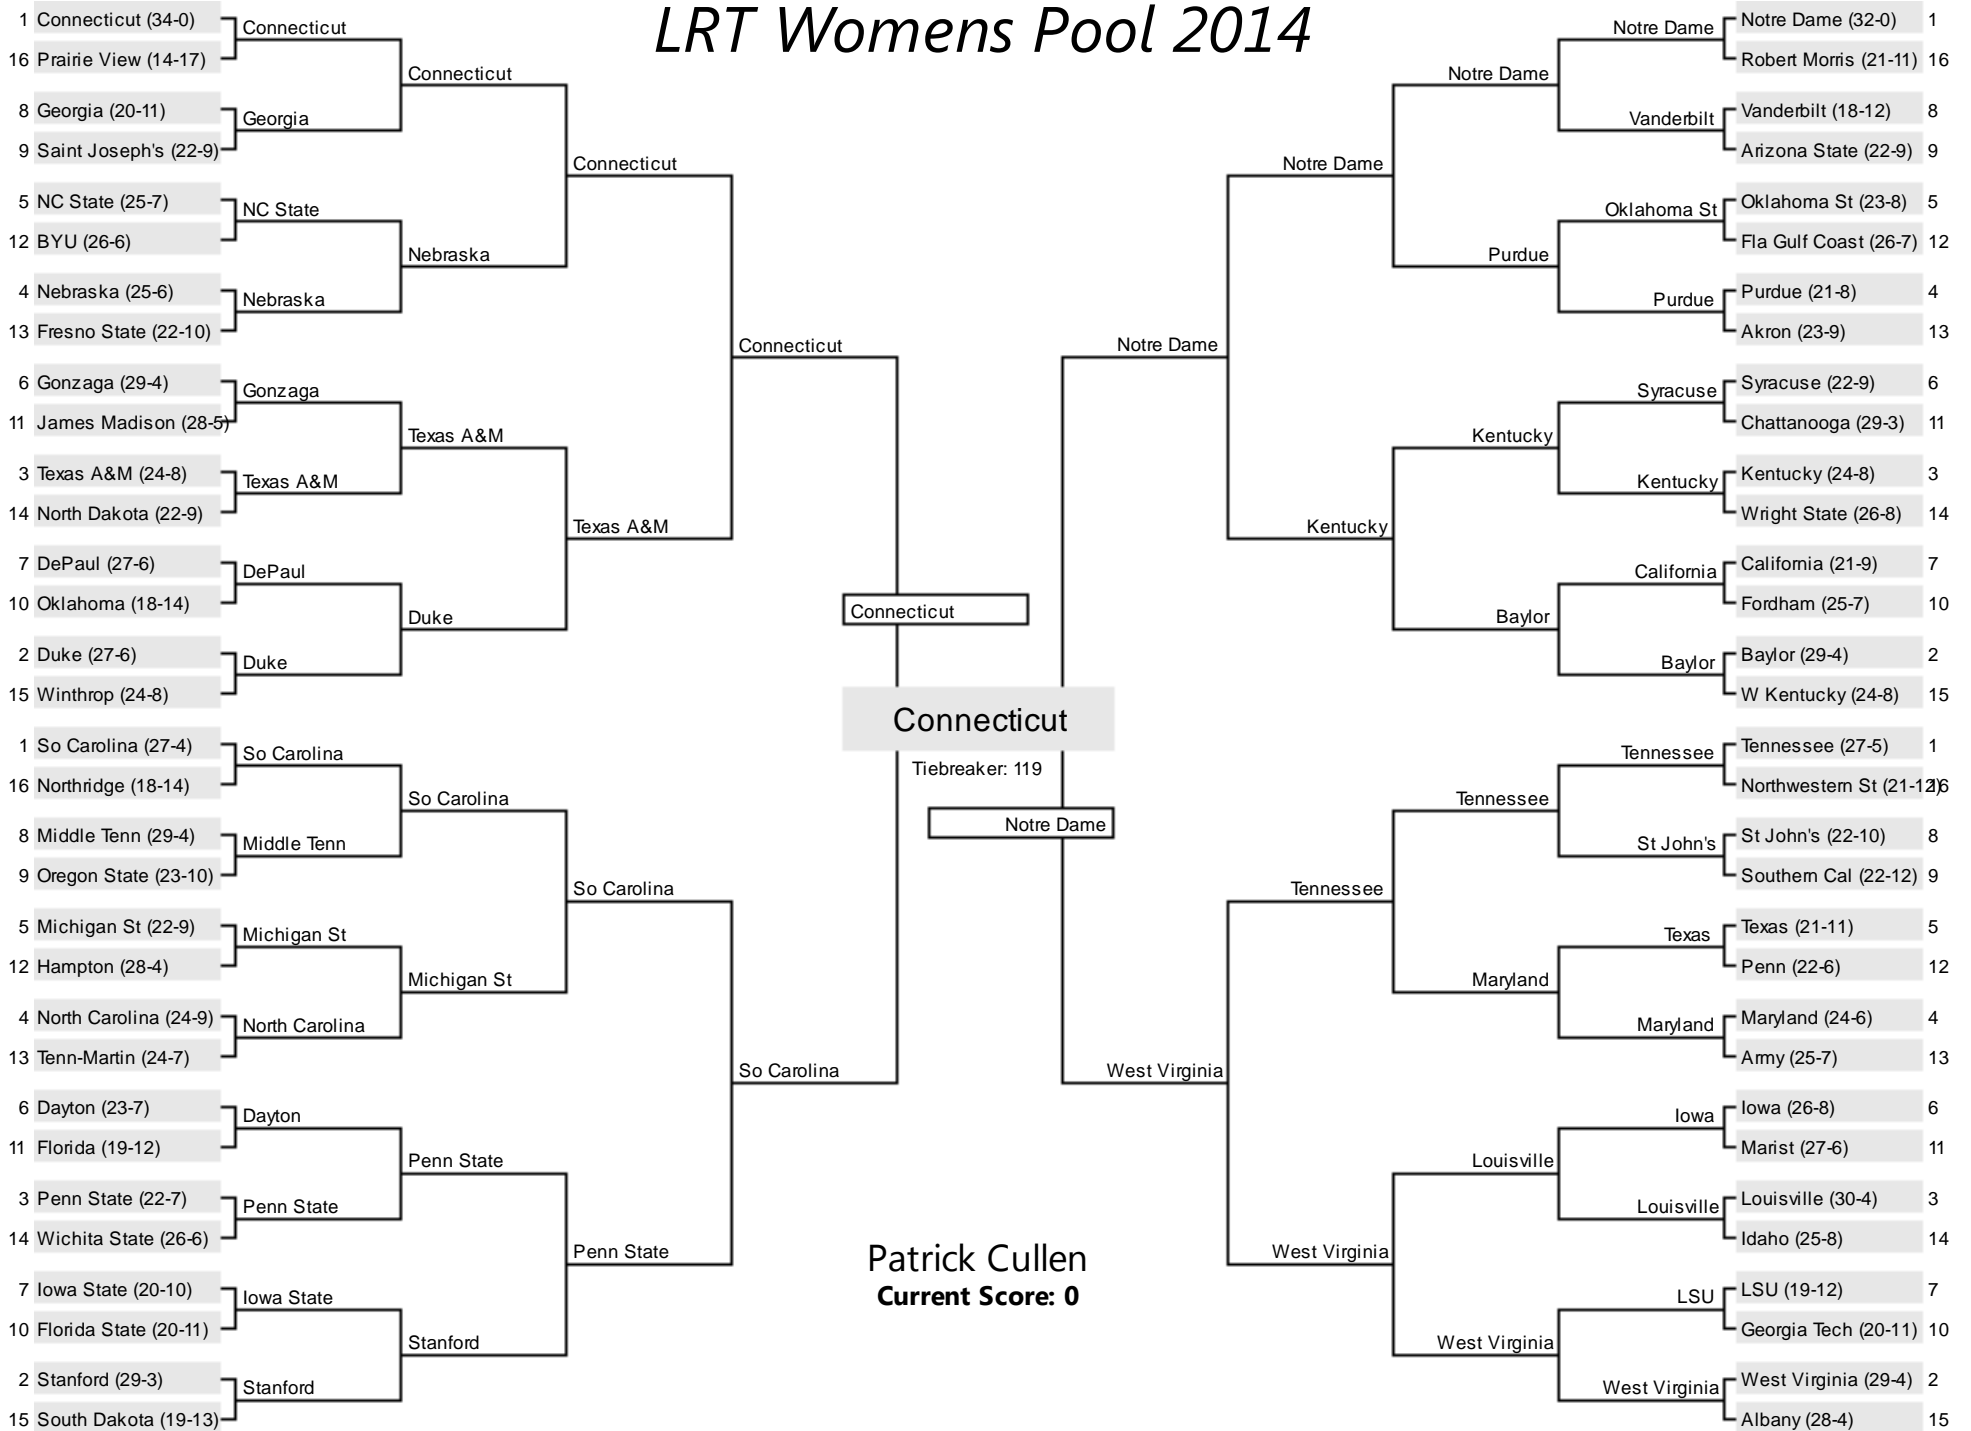 LRT Womens Pool 2014
1 Connecticut (34-0)
16 Prairie View (14-17)
8 Georgia (20-11)
9 Saint Joseph's (22-9)
5 NC State (25-7)
12 BYU (26-6)
4 Nebraska (25-6)
13 Fresno State (22-10)
6 Gonzaga (29-4)
11 James Madison (28-5)
3 Texas A&M (24-8)
14 North Dakota (22-9)
7 DePaul (27-6)
10 Oklahoma (18-14)
2 Duke (27-6)
15 Winthrop (24-8)
1 So Carolina (27-4)
16 Northridge (18-14)
8 Middle Tenn (29-4)
9 Oregon State (23-10)
5 Michigan St (22-9)
12 Hampton (28-4)
4 North Carolina (24-9)
13 Tenn-Martin (24-7)
6 Dayton (23-7)
11 Florida (19-12)
3 Penn State (22-7)
14 Wichita State (26-6)
7 Iowa State (20-10)
10 Florida State (20-11)
2 Stanford (29-3)
15 South Dakota (19-13)
Connecticut
Georgia
NC State
Nebraska
Gonzaga
Texas A&M
DePaul
Duke
So Carolina
Middle Tenn
Michigan St
North Carolina
Dayton
Penn State
Iowa State
Stanford
Connecticut
Nebraska
Texas A&M
Duke
So Carolina
Michigan St
Penn State
Stanford
Connecticut
Texas A&M
So Carolina
Penn State
Connecticut
So Carolina
Connecticut
Connecticut
Tiebreaker: 119
Notre Dame
Patrick Cullen
Current Score: 0
Notre Dame
West Virginia
Notre Dame
Kentucky
Tennessee
West Virginia
Notre Dame
Purdue
Kentucky
Baylor
Tennessee
Maryland
Louisville
West Virginia
Notre Dame
Vanderbilt
Oklahoma St
Purdue
Syracuse
Kentucky
California
Baylor
Tennessee
St John's
Texas
Maryland
Iowa
Louisville
LSU
West Virginia
Notre Dame (32-0) 1
Robert Morris (21-11) 16
Vanderbilt (18-12) 8
Arizona State (22-9) 9
Oklahoma St (23-8) 5
Fla Gulf Coast (26-7) 12
Purdue (21-8) 4
Akron (23-9) 13
Syracuse (22-9) 6
Chattanooga (29-3) 11
Kentucky (24-8) 3
Wright State (26-8) 14
California (21-9) 7
Fordham (25-7) 10
Baylor (29-4) 2
W Kentucky (24-8) 15
Tennessee (27-5) 1
Northwestern St (21-12) 16
St John's (22-10) 8
Southern Cal (22-12) 9
Texas (21-11) 5
Penn (22-6) 12
Maryland (24-6) 4
Army (25-7) 13
Iowa (26-8) 6
Marist (27-6) 11
Louisville (30-4) 3
Idaho (25-8) 14
LSU (19-12) 7
Georgia Tech (20-11) 10
West Virginia (29-4) 2
Albany (28-4) 15